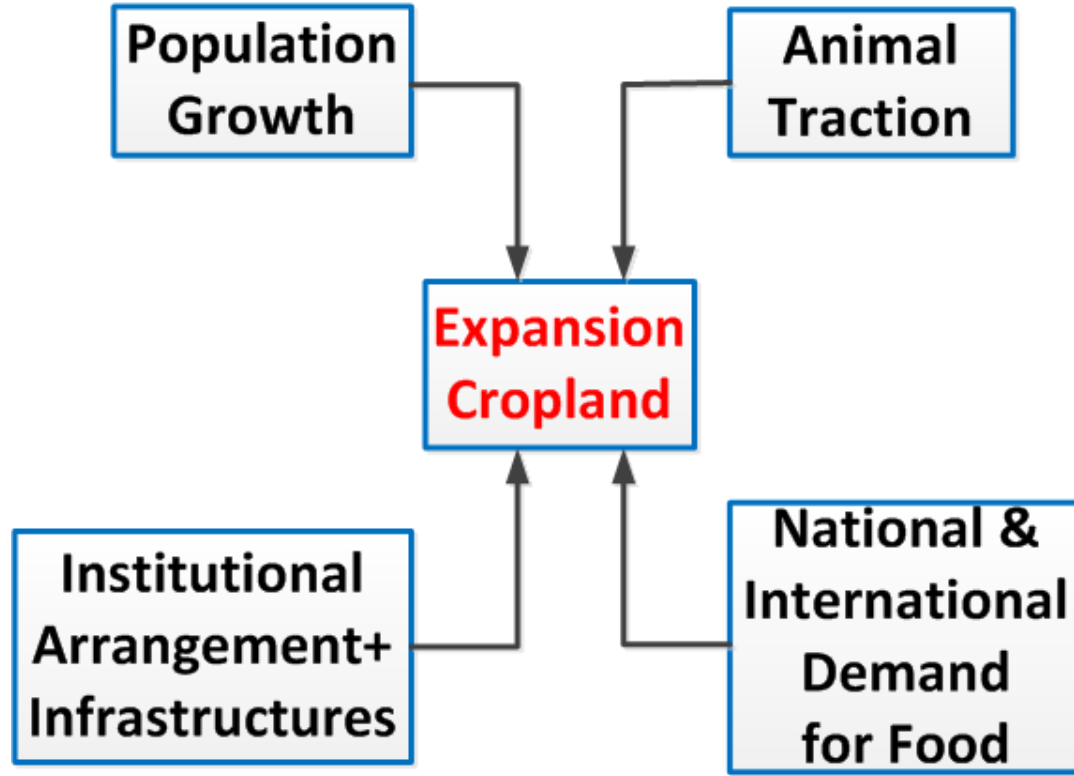 Population
Growth
Animal
Traction
Expansion
Cropland
Institutional
Arrangement+
Infrastructures
National &
International
Demand
for Food